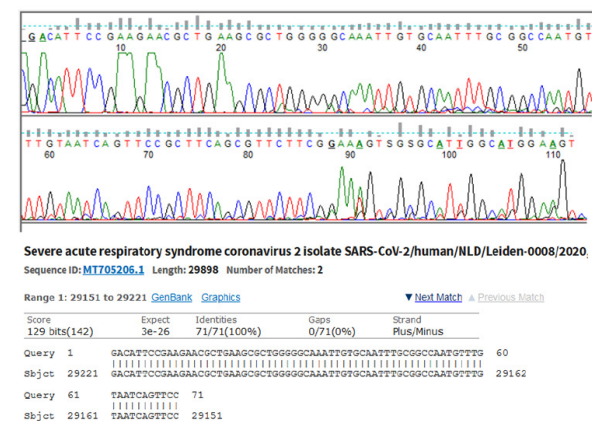 GACATTCCGAAGAACGCTGAAGCGCTGGGGGCAAATTGTGCAATTTGCGGCCAATGT
10 20 30 40 50
TTGTAATCAGTTCCGCTTCAGCGTTCTTCGGAAAGTSGSGCATTGGCATGGAAGT
60 70 80 90 100 110
Severe acute respiratory syndrome coronavirus 2 isolate SARS-CoV-2/human/NLD/Leiden-0008/2020
Sequence ID: MT705206.1 Length: 29898 Number of Matches: 2
Range 1: 29151 to 29221 GenBank Graphics ▼ Next Match ▲ Previous Match
Score Expect Identities Gaps Strand
129 bits(142) 3e-26 71/71(100%) 0/71(0%) Plus/Minus
Query 1 GACATTCCGAAGAACGCTGAAGCGCTGGGGGCAAATTGTGCAATTTGCGGCCAATGTTTG 60
Sbjct 29221 GACATTCCGAAGAACGCTGAAGCGCTGGGGGCAAATTGTGCAATTTGCGGCCAATGTTTG 29162
Query 61 TAATCAGTTCC 71
Sbjct 29161 TAATCAGTTCC 29151